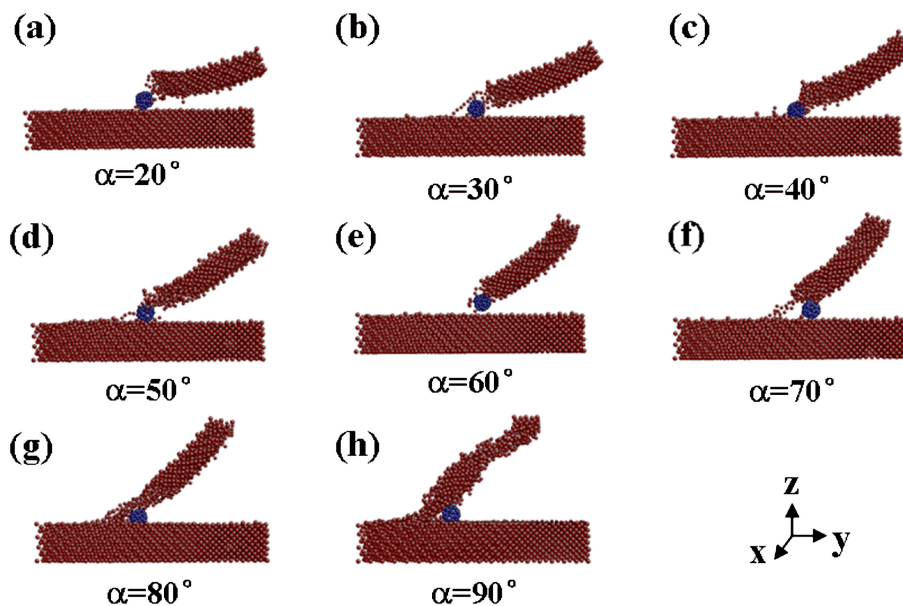 (a)
α=20°
(b)
α=30°
(c)
α=40°
(d)
α=50°
(e)
α=60°
(f)
α=70°
(g)
α=80°
(h)
α=90°
z
x
y